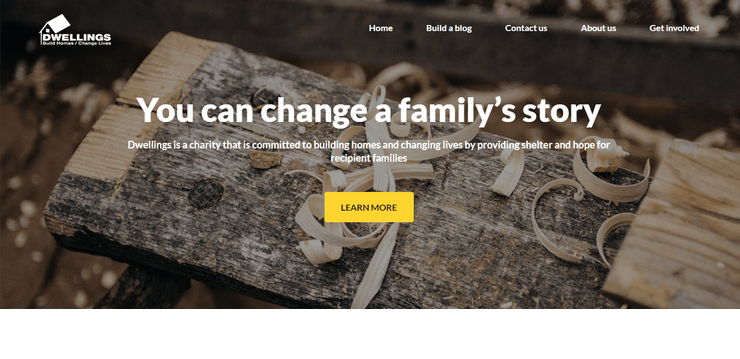 DWELLINGS
Build Homes / Change Lives
Home
Build a blog
Contact us
About us
Get involved
You can change a family’s story
Dwellings is a charity that is committed to building homes and changing lives by providing shelter and hope for
recipient families
LEARN MORE